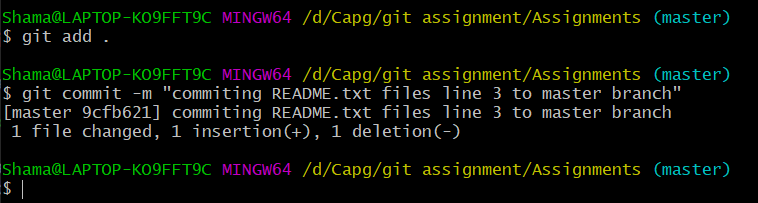 Shama@LAPTOP-KO9FFT9C MINGW64 /d/Capg/git assignment/Assignments (master)
$ git add .
Shama@LAPTOP-KO9FFT9C MINGW64 /d/Capg/git assignment/Assignments (master)
$ git commit -m "commiting README.txt files line 3 to master branch"
[master 9cfb621] commiting README.txt files line 3 to master branch
 1 file changed, 1 insertion(+), 1 deletion(-)
Shama@LAPTOP-KO9FFT9C MINGW64 /d/Capg/git assignment/Assignments (master)
$